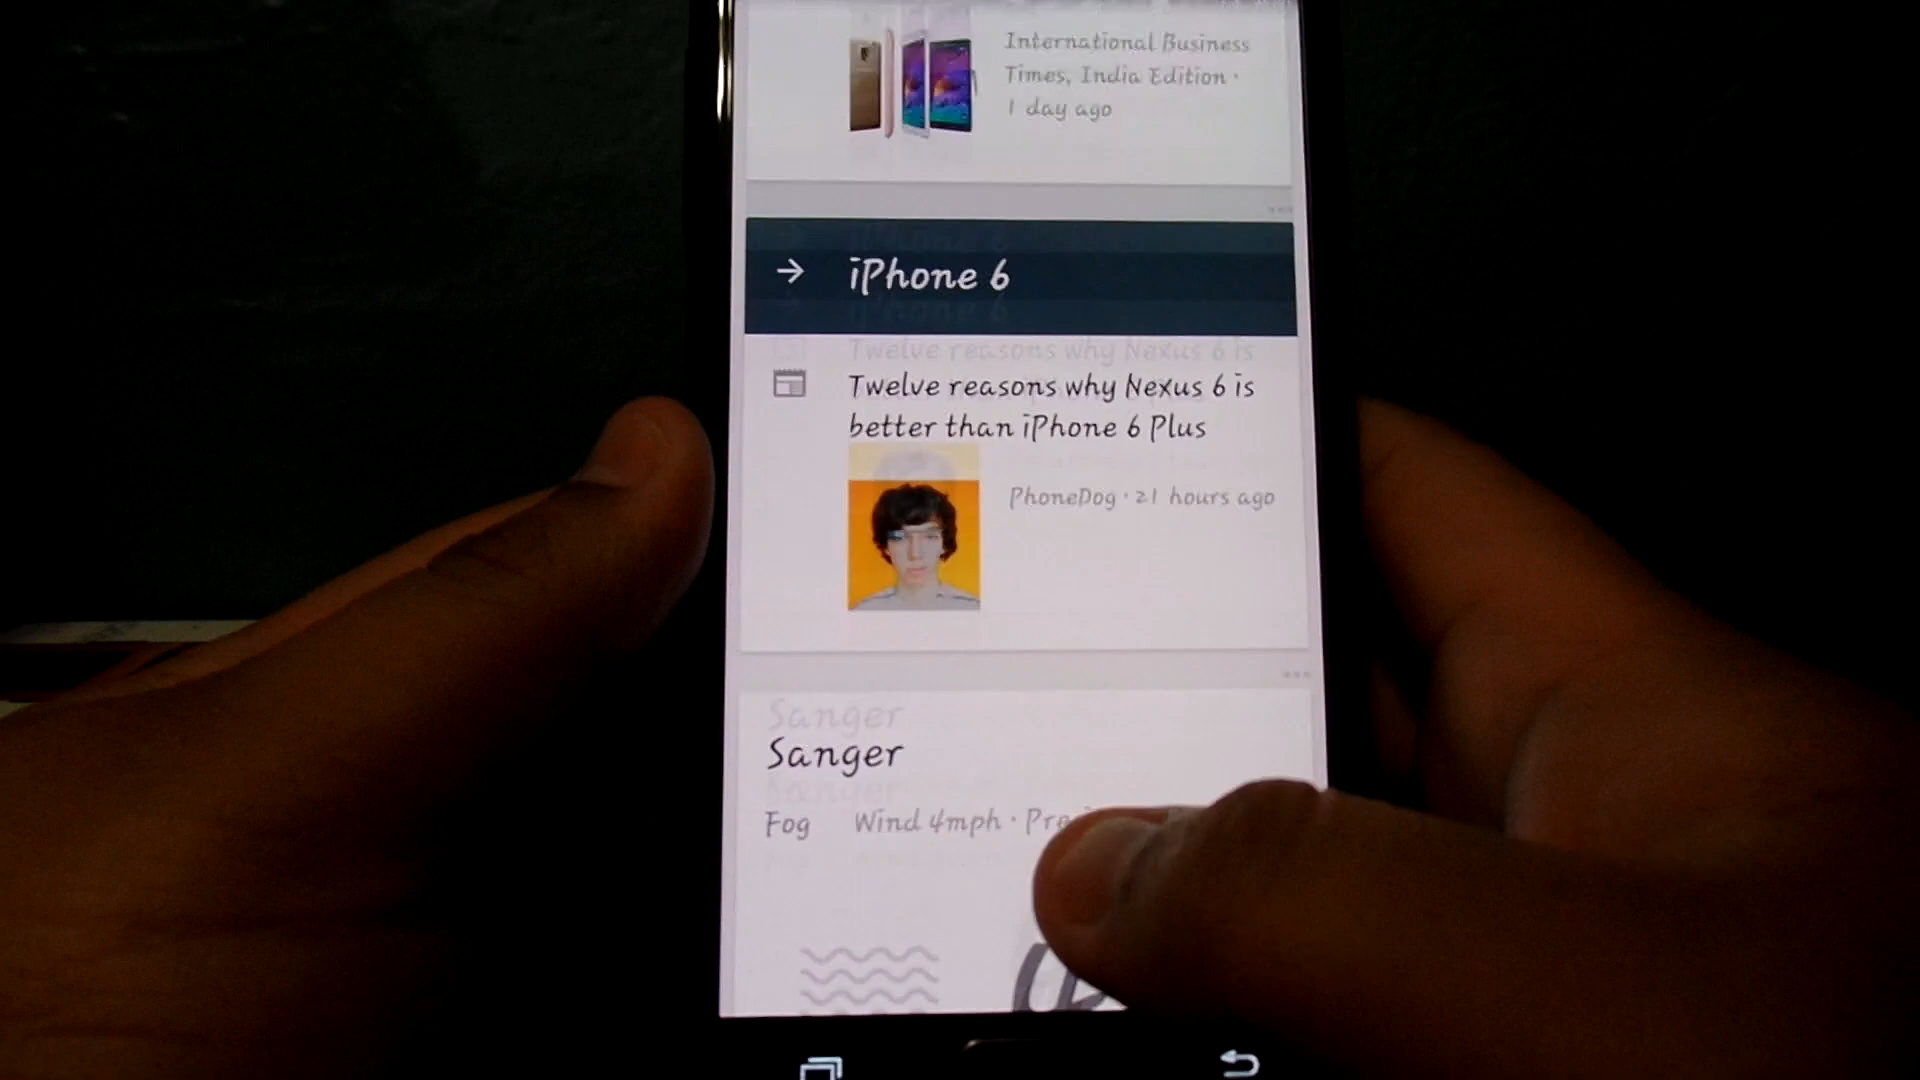 International Business
Times, India Edition ·
1 day ago
iPhone 6
Twelve reasons why Nexus 6 is
better than iPhone 6 Plus
PhoneDog · 21 hours ago
Sanger
Fog
Wind 4mph ·